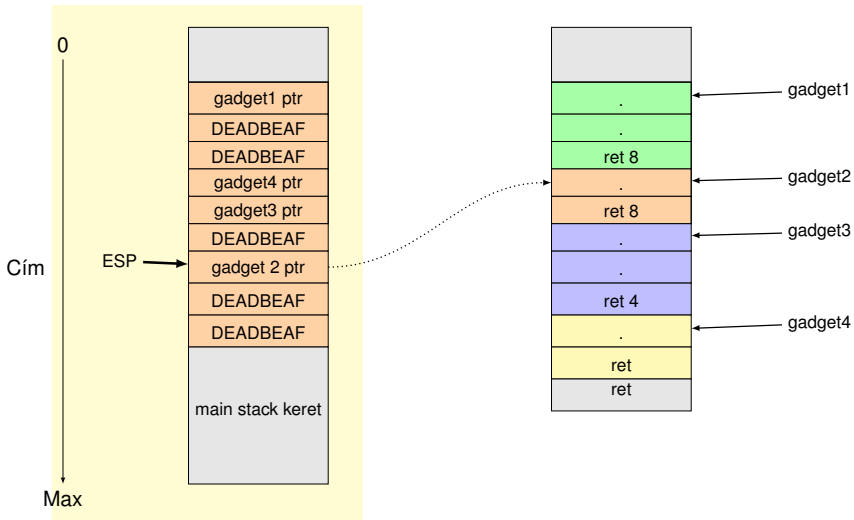 0
Cím
Max
ESP
gadget1 ptr
DEADBEAF
DEADBEAF
gadget4 ptr
gadget3 ptr
DEADBEAF
gadget 2 ptr
DEADBEAF
DEADBEAF
main stack keret
.
.
ret 8
.
ret 8
.
.
ret 4
.
ret
ret
gadget1
gadget2
gadget3
gadget4